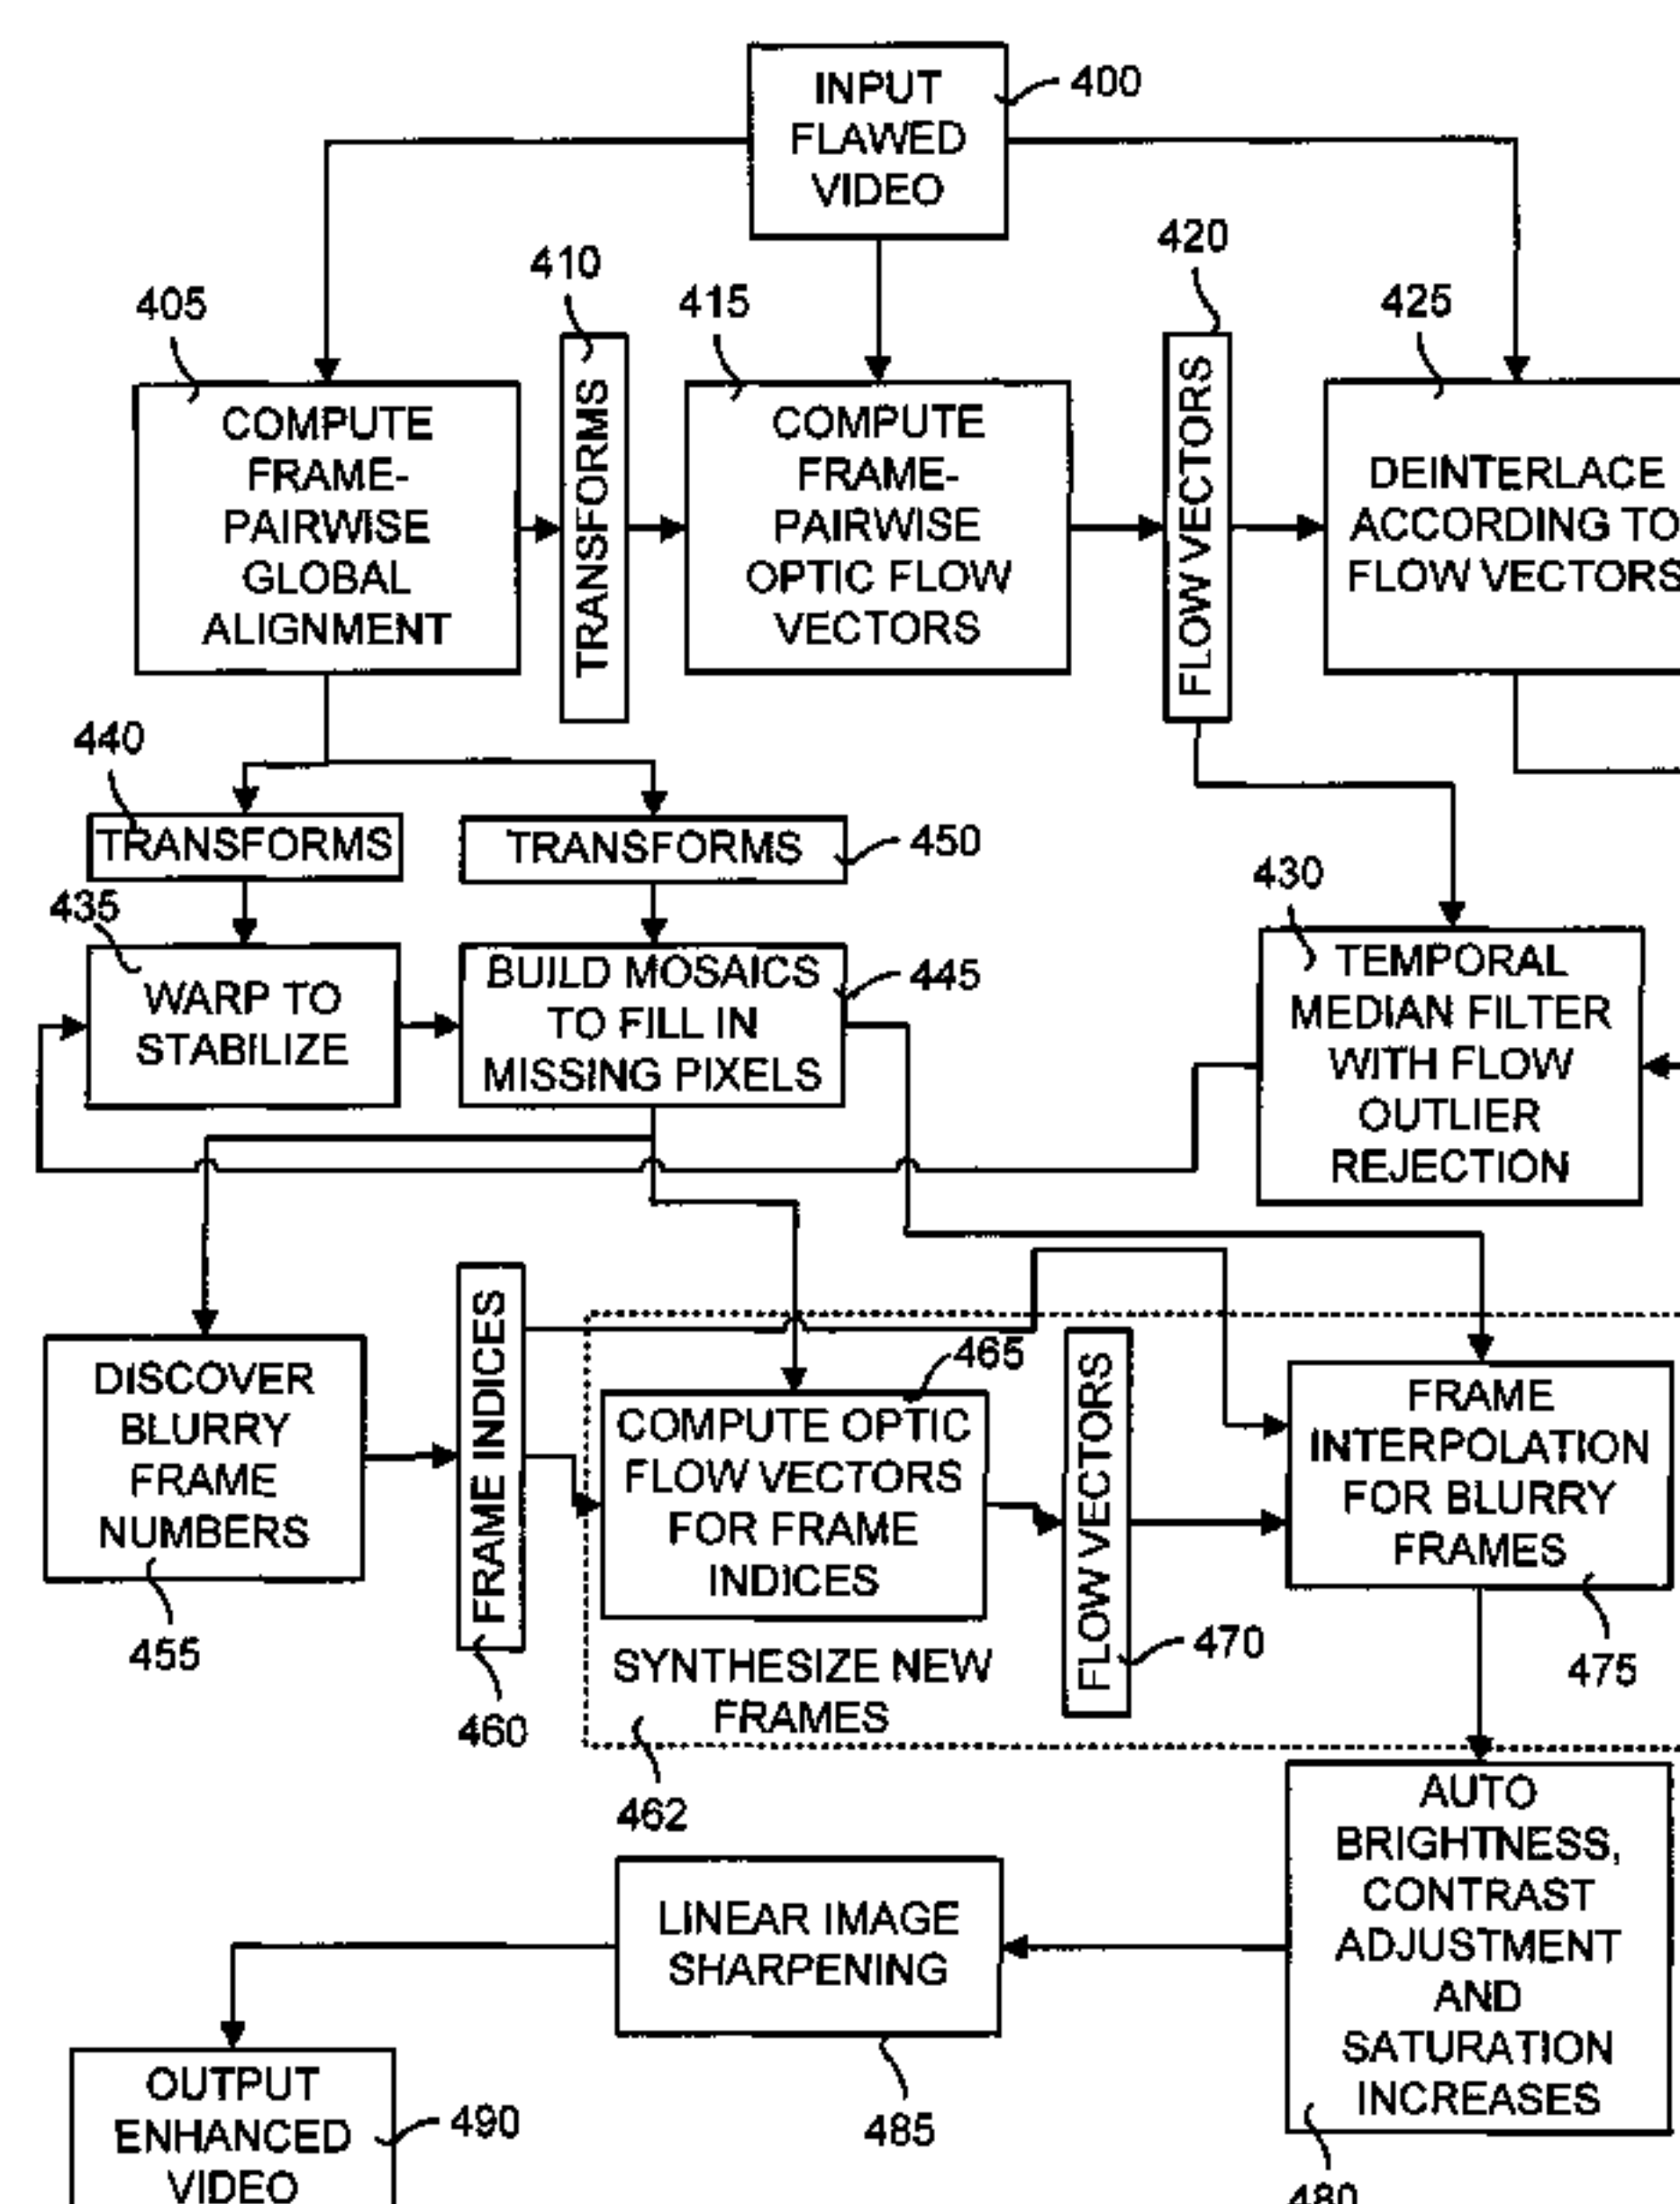 INPUT
FLAWED
VIDEO
400
405
410
415
420
425
COMPUTE
FRAME-
PAIRWISE
GLOBAL
ALIGNMENT
TRANSFORMS
COMPUTE
FRAME-
PAIRWISE
OPTIC FLOW
VECTORS
FLOW VECTORS
DEINTERLACE
ACCORDING TO
FLOW VECTORS
440
TRANSFORMS
TRANSFORMS
450
430
435
WARP TO
STABILIZE
BUILD MOSAICS
TO FILL IN
MISSING PIXELS
445
TEMPORAL
MEDIAN FILTER
WITH FLOW
OUTLIER
REJECTION
DISCOVER
BLURRY
FRAME
NUMBERS
455
FRAME INDICES
460
465
COMPUTE OPTIC
FLOW VECTORS
FOR FRAME
INDICES
SYNTHESIZE NEW
FRAMES
462
FLOW VECTORS
470
FRAME
INTERPOLATION
FOR BLURRY
FRAMES
475
AUTO
BRIGHTNESS,
CONTRAST
ADJUSTMENT
AND
SATURATION
INCREASES
480
LINEAR IMAGE
SHARPENING
485
OUTPUT
ENHANCED
VIDEO
490